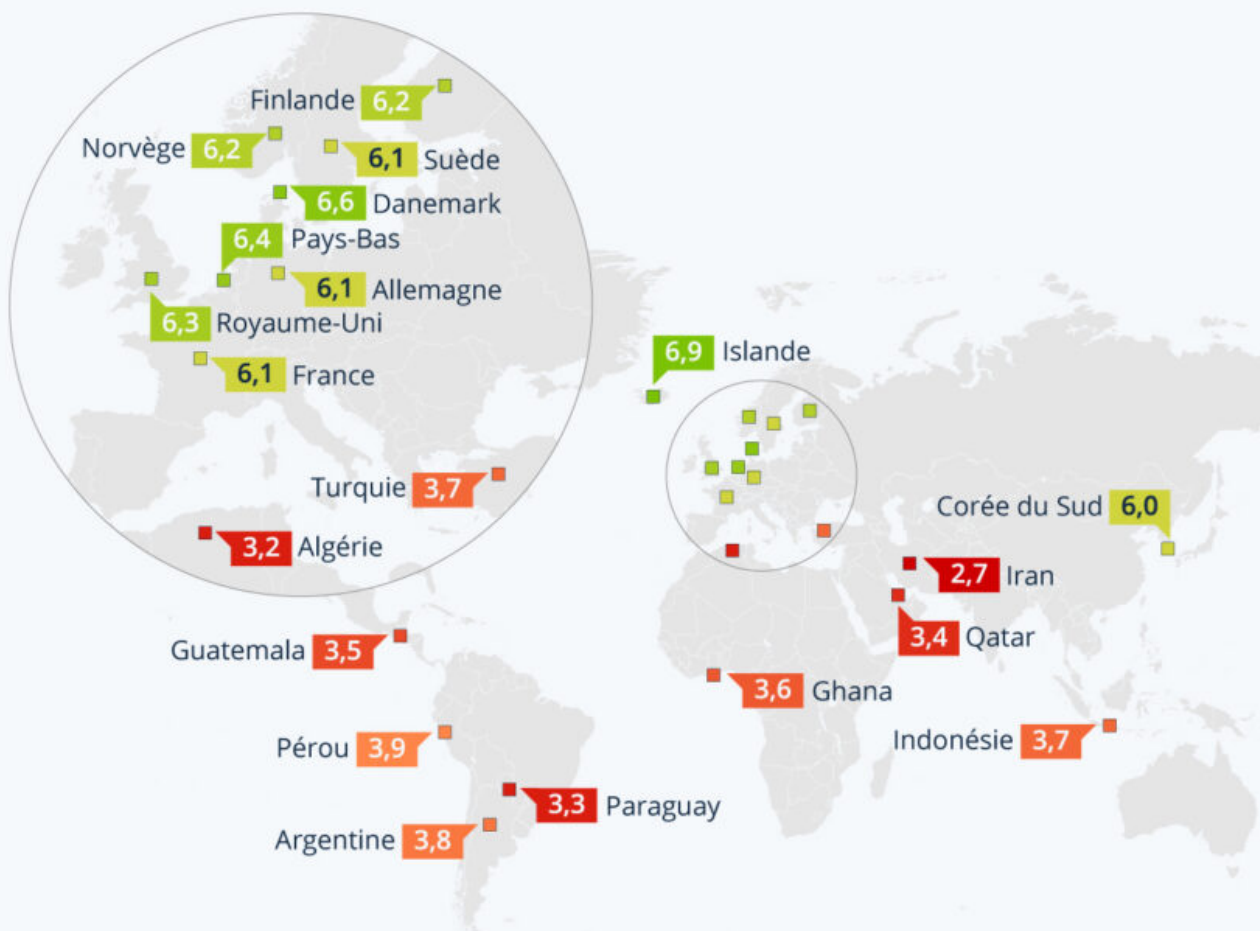 Finlande 6,2
Norvège 6,2
6,1 Suède
6,6 Danemark
6,4 Pays-Bas
6,1 Allemagne
6,3 Royaume-Uni
6,9 Islande
6,1 France
Turquie 3,7
Corée du Sud 6,0
3,2 Algérie
2,7 Iran
3,4 Qatar
Guatemala 3,5
3,6 Ghana
Indonésie 3,7
Pérou 3,9
3,3 Paraguay
Argentine 3,8